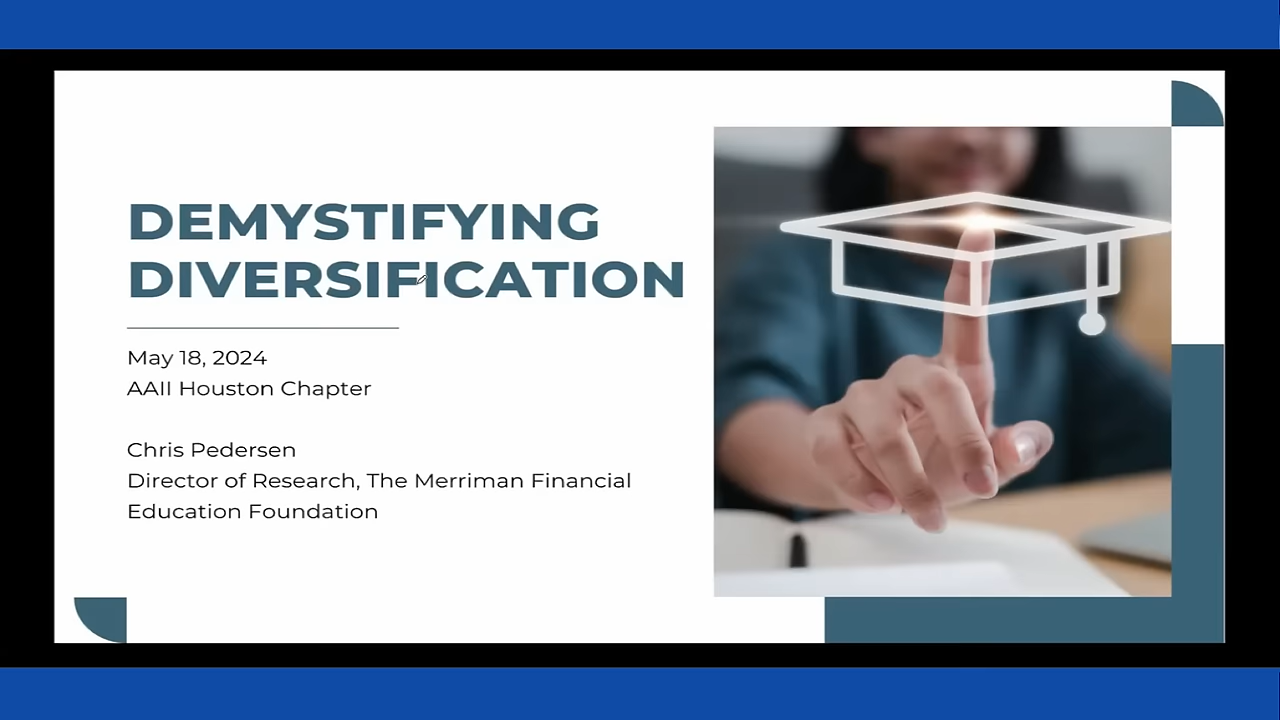 DEMYSTIFYING
DIVERSIFICATION
May 18, 2024
AAII Houston Chapter
Chris Pedersen
Director of Research, The Merriman Financial
Education Foundation